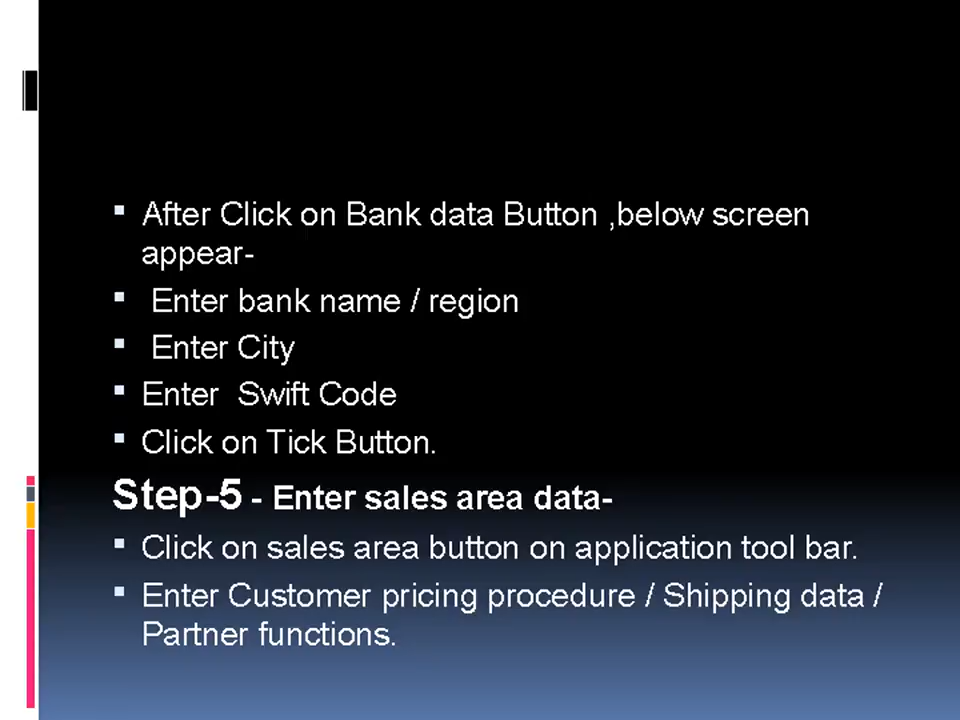 After Click on Bank data Button ,below screen
appear-
Enter bank name / region
Enter City
Enter  Swift Code
Click on Tick Button.
Step-5 - Enter sales area data-
Click on sales area button on application tool bar.
Enter Customer pricing procedure / Shipping data /
Partner functions.